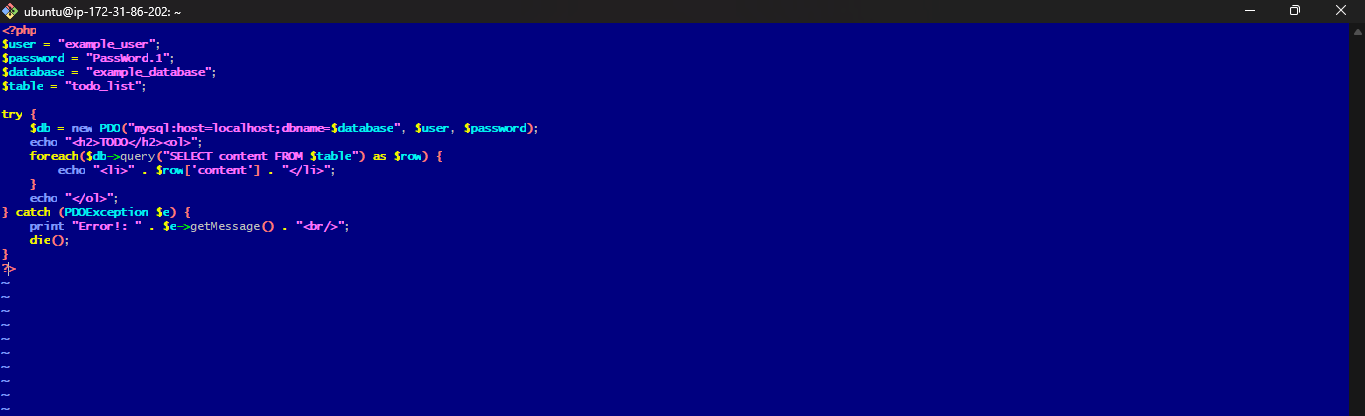 ubuntu@ip-172-31-86-202: ~
<?php
$user = "example_user";
$password = "PassWord.1";
$database = "example_database";
$table = "todo_list";

try {
    $db = new PDO("mysql:host=localhost;dbname=$database", $user, $password);
    echo "<h2>TODO</h2><ol>";
    foreach($db->query("SELECT content FROM $table") as $row) {
        echo "<li>" . $row['content'] . "</li>";
    }
    echo "</ol>";
} catch (PDOException $e) {
    print "Error!: " . $e->getMessage() . "<br/>";
    die();
}
?>
~
~
~
~
~
~
~
~
~
~